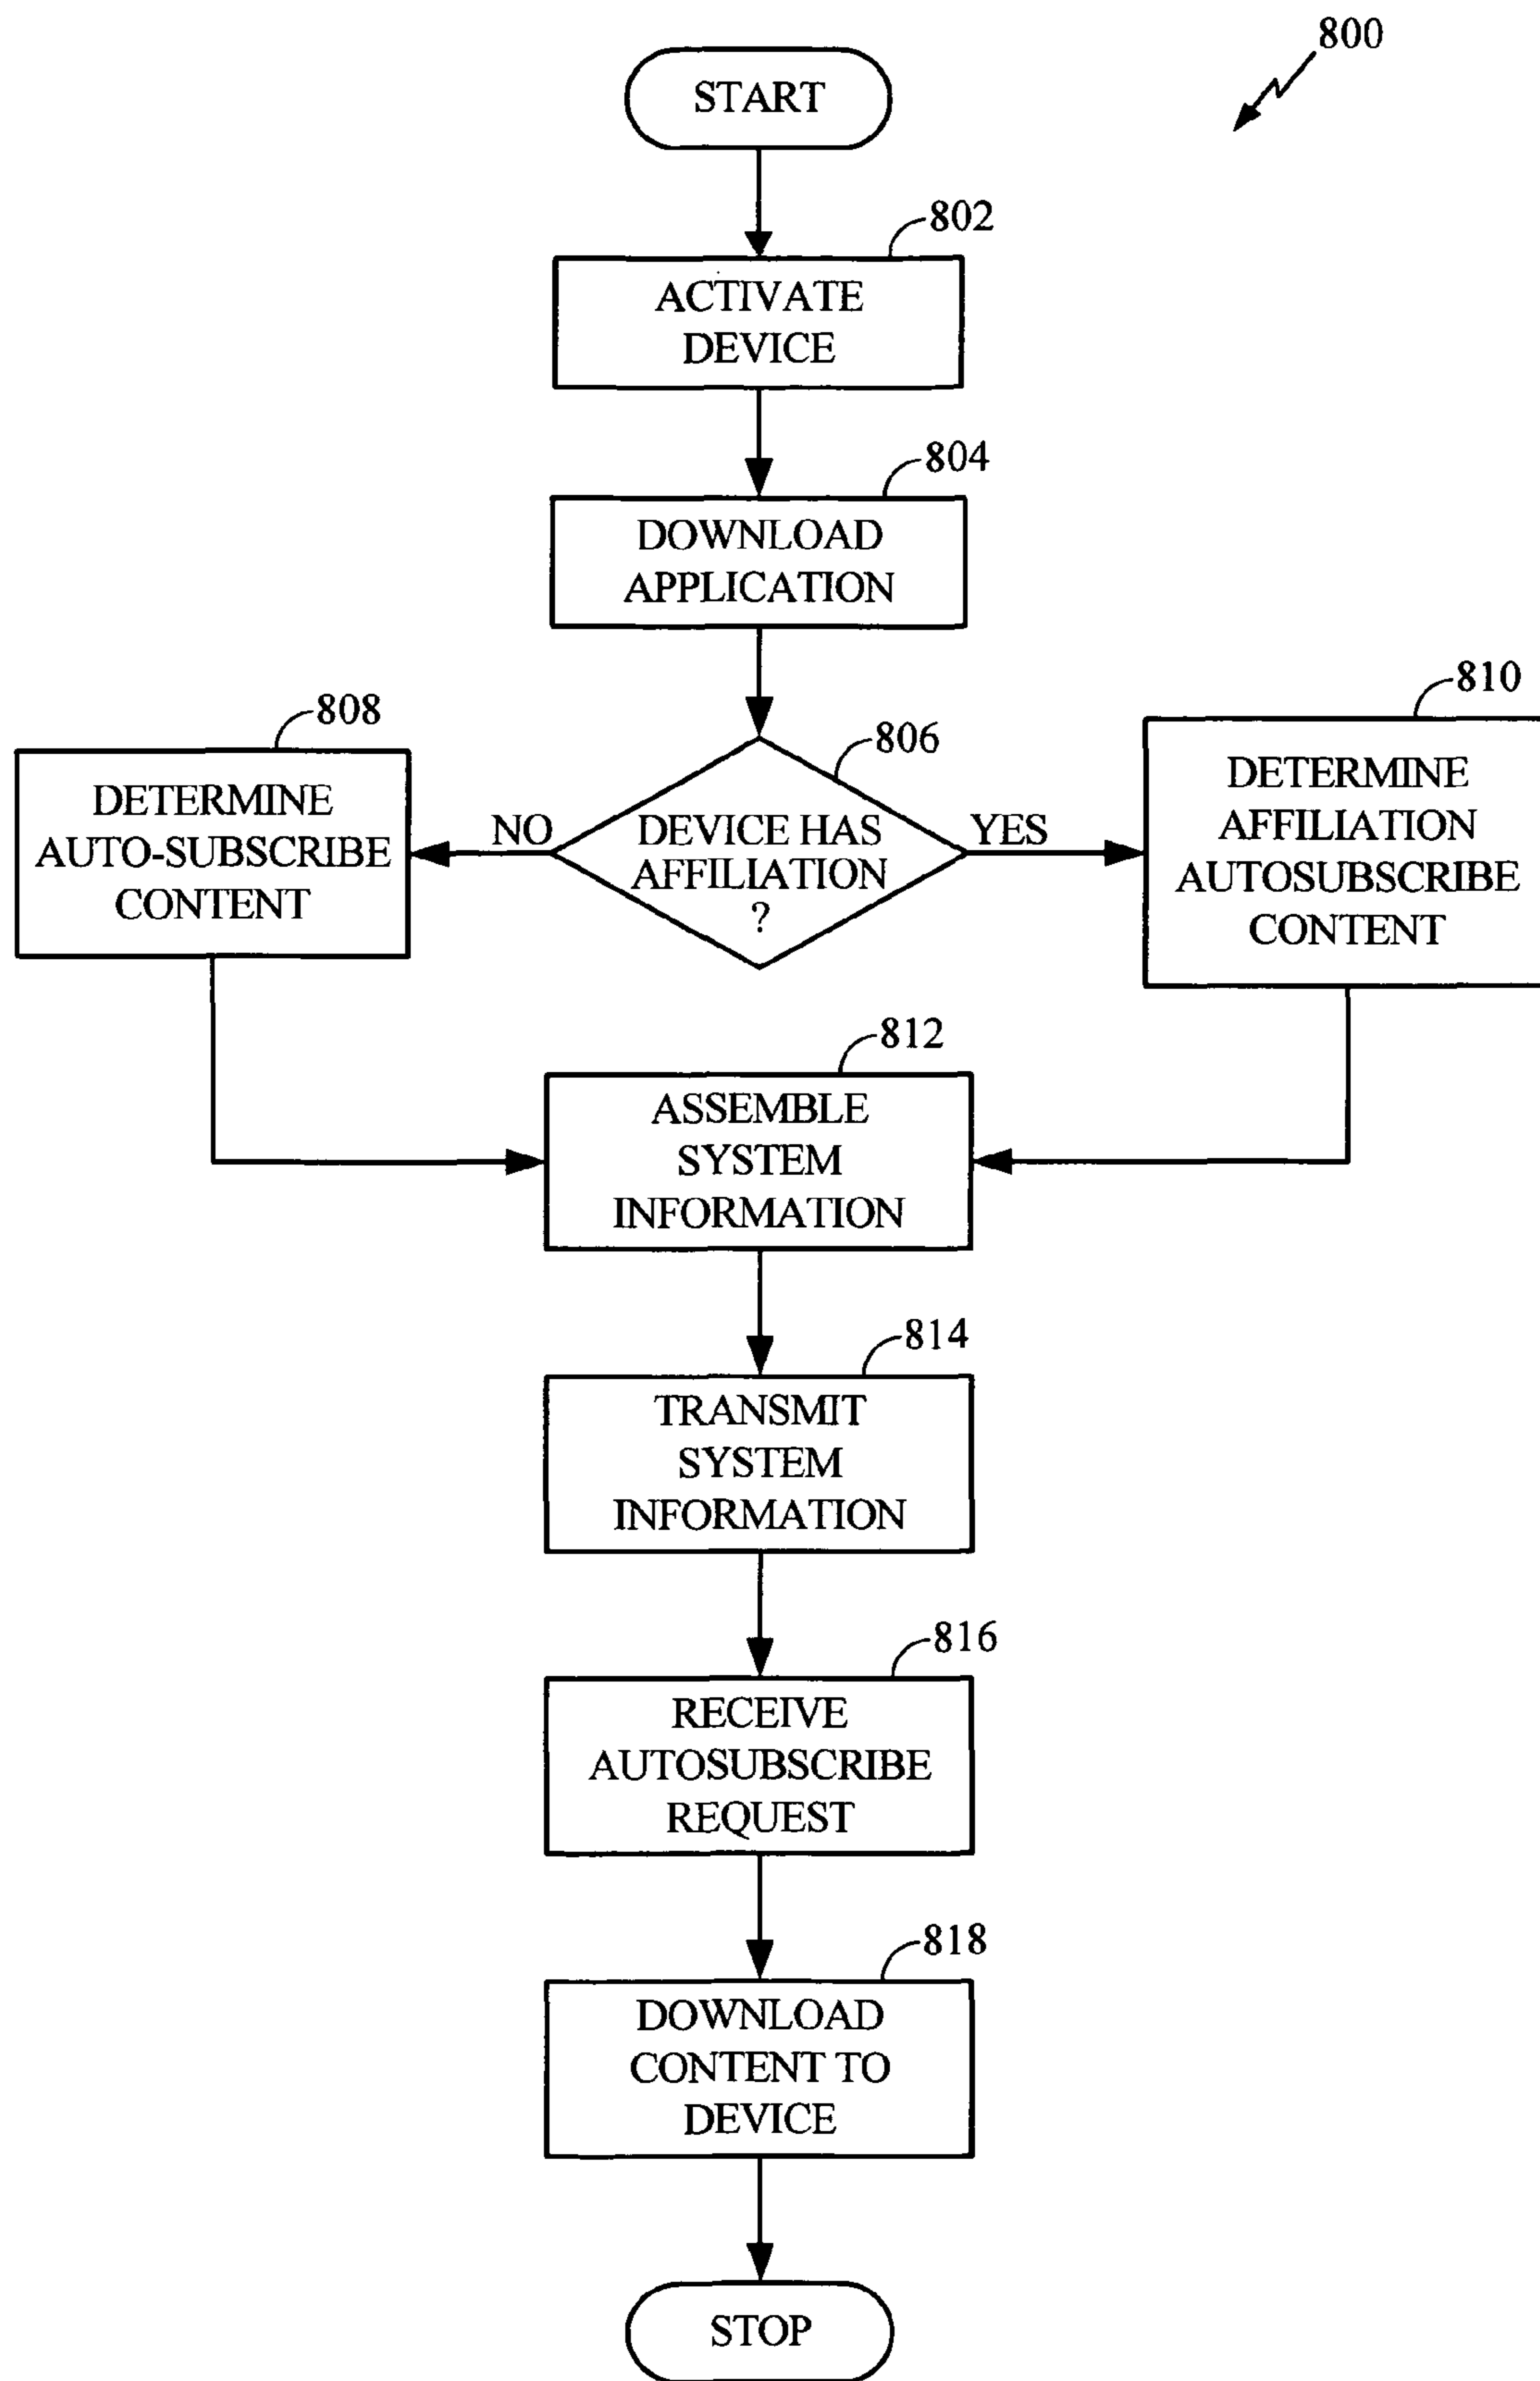 800
START
802
ACTIVATE
DEVICE
804
DOWNLOAD
APPLICATION
806
DEVICE HAS
AFFILIATION
?
NO
YES
808
DETERMINE
AUTO-SUBSCRIBE
CONTENT
810
DETERMINE
AFFILIATION
AUTOSUBSCRIBE
CONTENT
812
ASSEMBLE
SYSTEM
INFORMATION
814
TRANSMIT
SYSTEM
INFORMATION
816
RECEIVE
AUTOSUBSCRIBE
REQUEST
818
DOWNLOAD
CONTENT TO
DEVICE
STOP